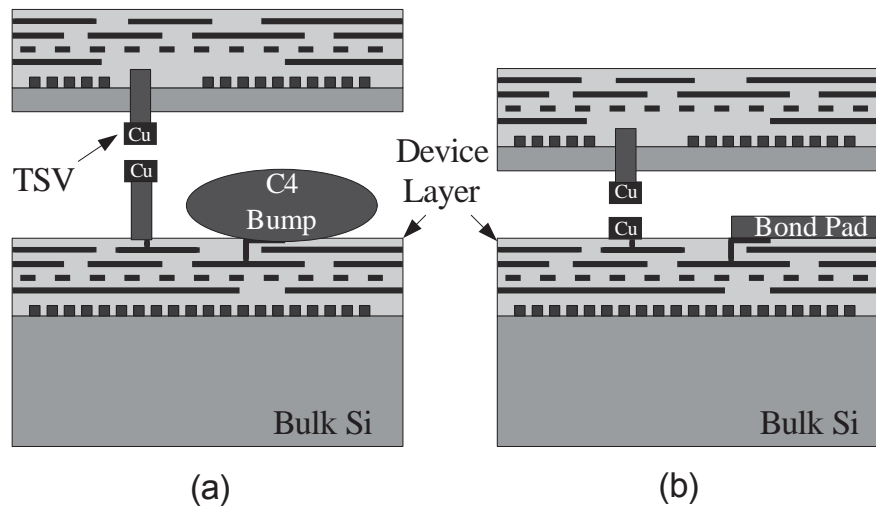 Cu
TSV
Cu
C4
Bump
Device
Layer
Cu
Cu
Bond Pad
Bulk Si
Bulk Si
(a)
(b)